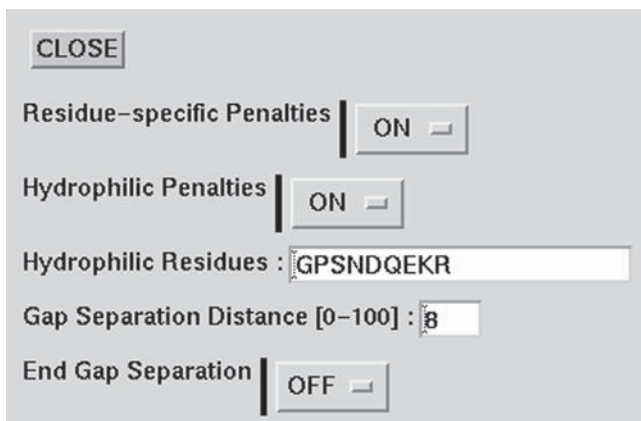 CLOSE
Residue-specific Penalties ON
Hydrophilic Penalties ON
Hydrophilic Residues : GPSNDQEKR
Gap Separation Distance [0-100] : 8
End Gap Separation OFF